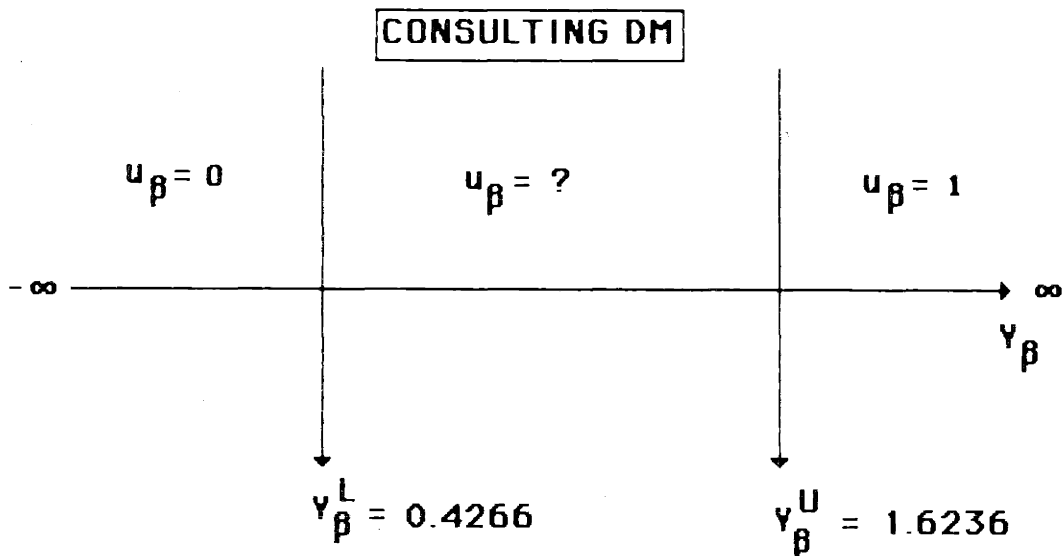 CONSULTING DM
u_β = 0 u_β = ? u_β = 1
-∞ ∞
Y_β
Y_β^L = 0.4266 Y_β^U = 1.6236